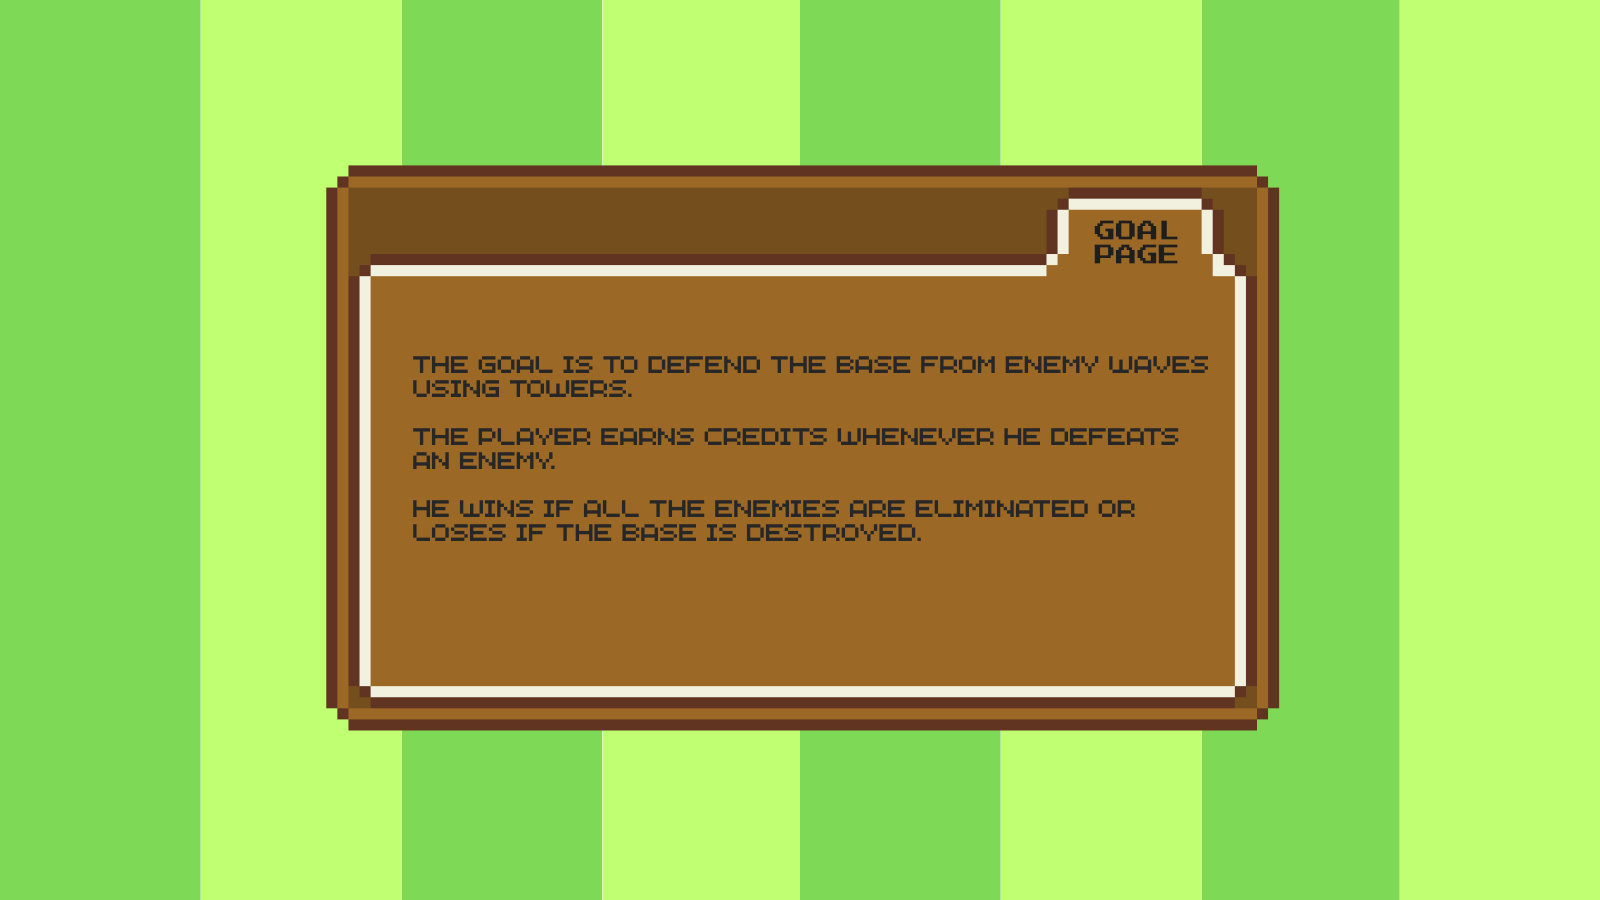 GOAL
PAGE
THE GOAL IS TO DEFEND THE BASE FROM ENEMY WAVES
USING TOWERS.
THE PLAYER EARNS CREDITS WHENEVER HE DEFEATS
AN ENEMY.
HE WINS IF ALL THE ENEMIES ARE ELIMINATED OR
LOSES IF THE BASE IS DESTROYED.